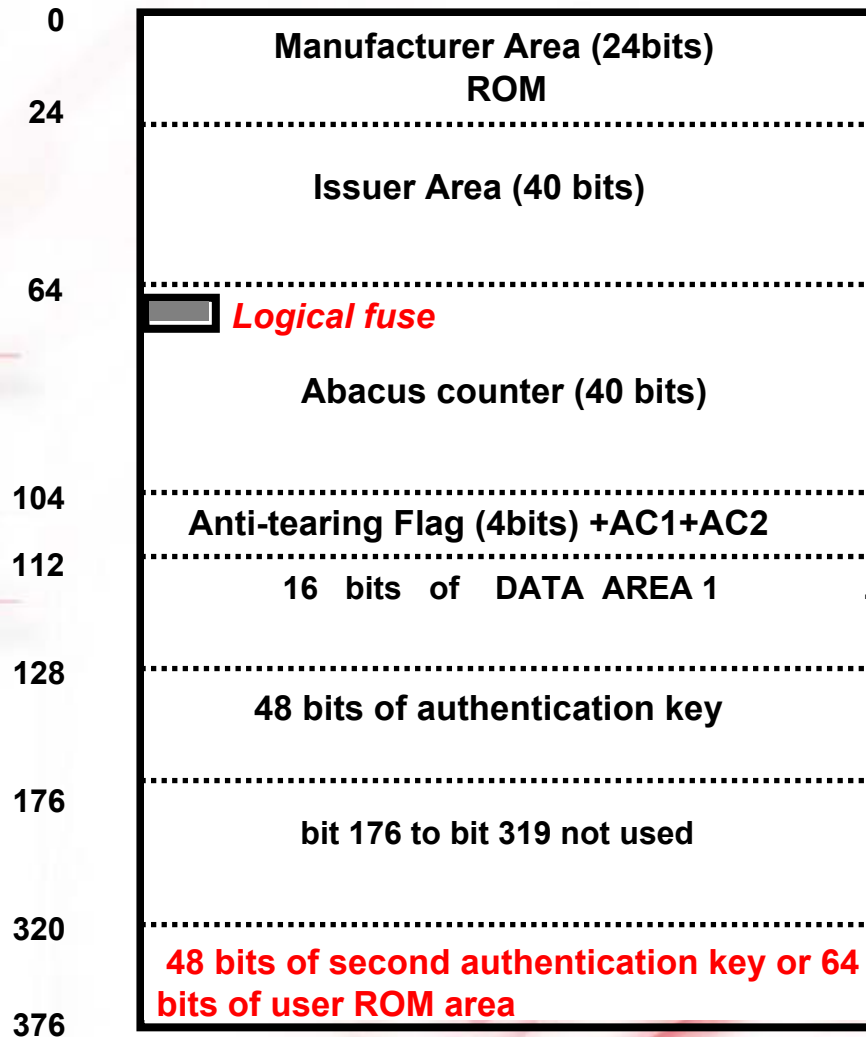 0
Manufacturer Area (24bits)
ROM
24
Issuer Area (40 bits)
64
Logical fuse
Abacus counter (40 bits)
104
Anti-tearing Flag (4bits) +AC1+AC2
112
16 bits of DATA AREA 1
128
48 bits of authentication key
176
bit 176 to bit 319 not used
320
48 bits of second authentication key or 64
bits of user ROM area
376